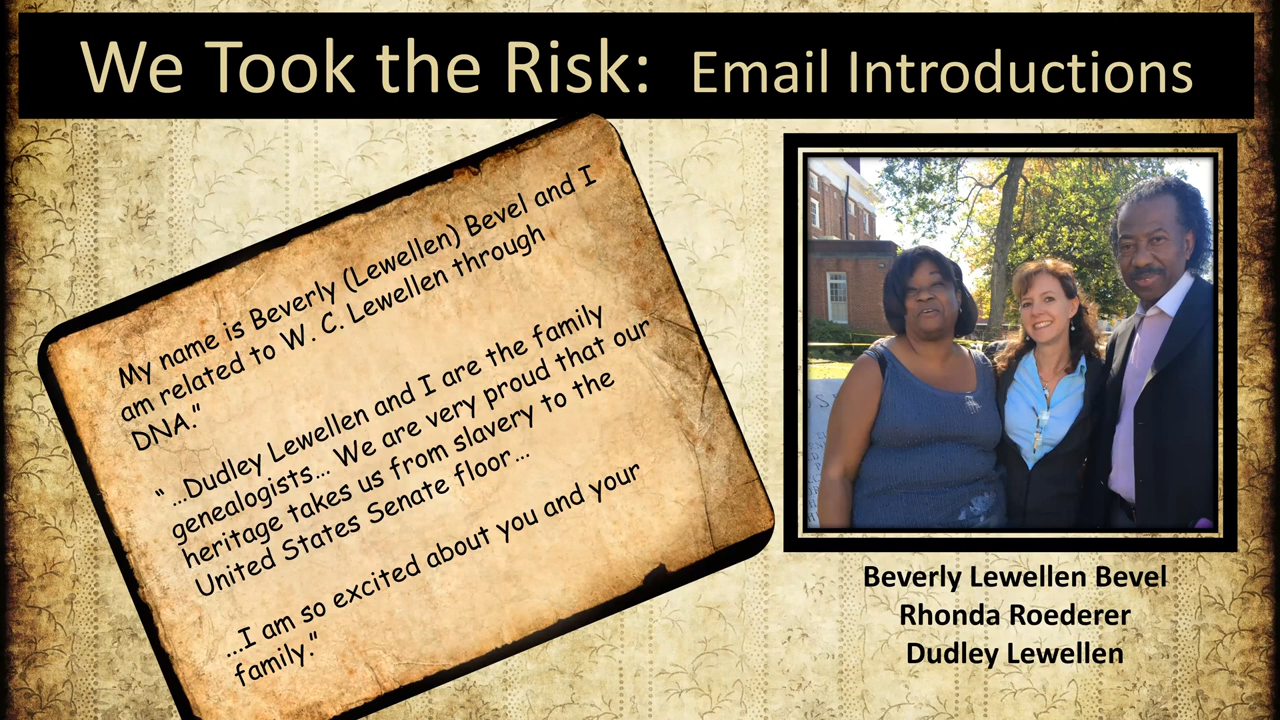 We Took the Risk: Email Introductions
My name is Beverly (Lewellen) Bevel and I
am related to W. C. Lewellen through
DNA."
" …Dudley Lewellen and I are the family
genealogists… We are very proud that our
heritage takes us from slavery to the
United States Senate floor…
…I am so excited about you and your
family."
Beverly Lewellen Bevel
Rhonda Roederer
Dudley Lewellen